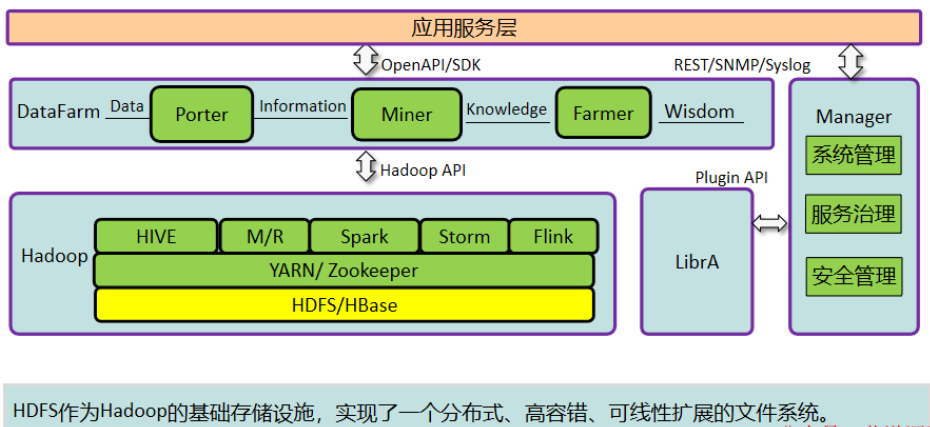 应用服务层
OpenAPI/SDK
REST/SNMP/Syslog
DataFarm Data Porter Information Miner Knowledge Farmer Wisdom
Manager
系统管理
服务治理
安全管理
Hadoop API
Plugin API
Hadoop
HIVE M/R Spark Storm Flink
YARN/ Zookeeper
HDFS/HBase
LibrA
HDFS作为Hadoop的基础存储设施，实现了一个分布式、高容错、可线性扩展的文件系统。